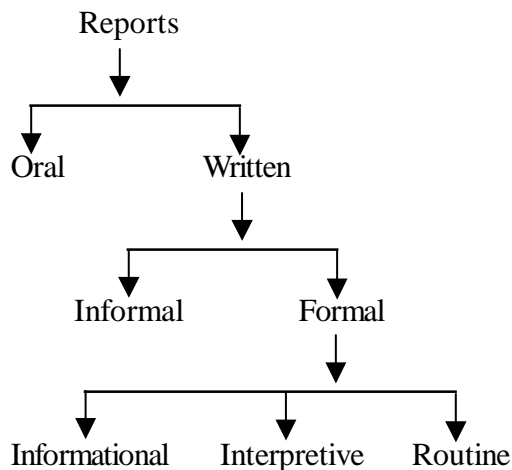 Reports
Oral Written
Informal Formal
Informational Interpretive Routine